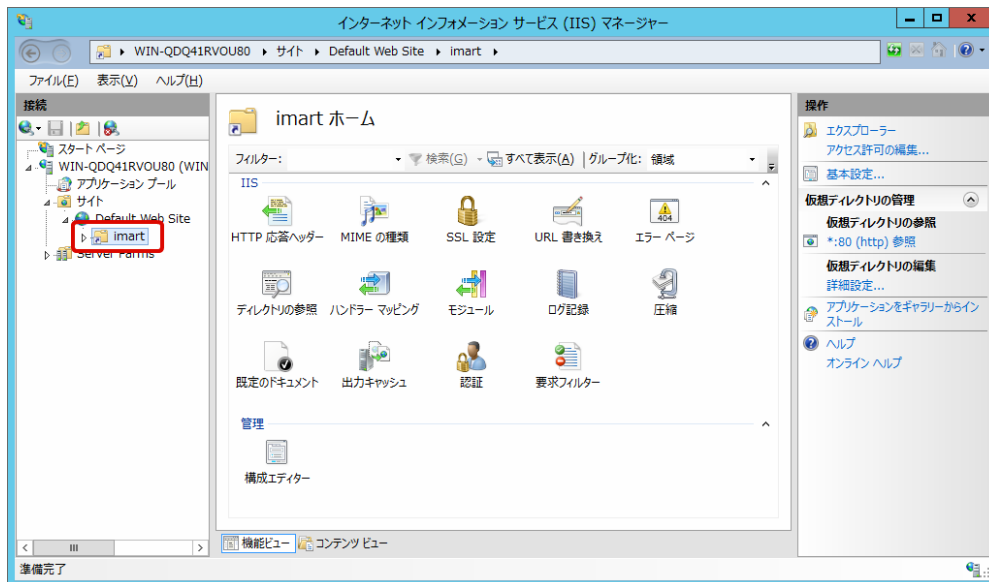 インターネット インフォメーション サービス (IIS) マネージャー
WIN-QDQ41RVOU80 サイト Default Web Site imart
ファイル(F) 表示(V) ヘルプ(H)
接続
スタート ページ
WIN-QDQ41RVOU80 (WIN
アプリケーション プール
サイト
Default Web Site
imart
Server Farms
imart ホーム
フィルター: 検索(G) すべて表示(A) グループ化: 領域
IIS
HTTP 応答ヘッダー MIME の種類 SSL 設定 URL 書き換え エラー ページ
404
ディレクトリの参照 ハンドラー マッピング モジュール ログ記録 圧縮
既定のドキュメント 出力キャッシュ 認証 要求フィルター
管理
構成エディター
機能ビュー コンテンツ ビュー
操作
エクスプローラー
アクセス許可の編集...
基本設定...
仮想ディレクトリの管理
仮想ディレクトリの参照
*:80 (http) 参照
仮想ディレクトリの編集
詳細設定...
アプリケーションをギャラリーからイン
ストール
ヘルプ
オンライン ヘルプ
準備完了